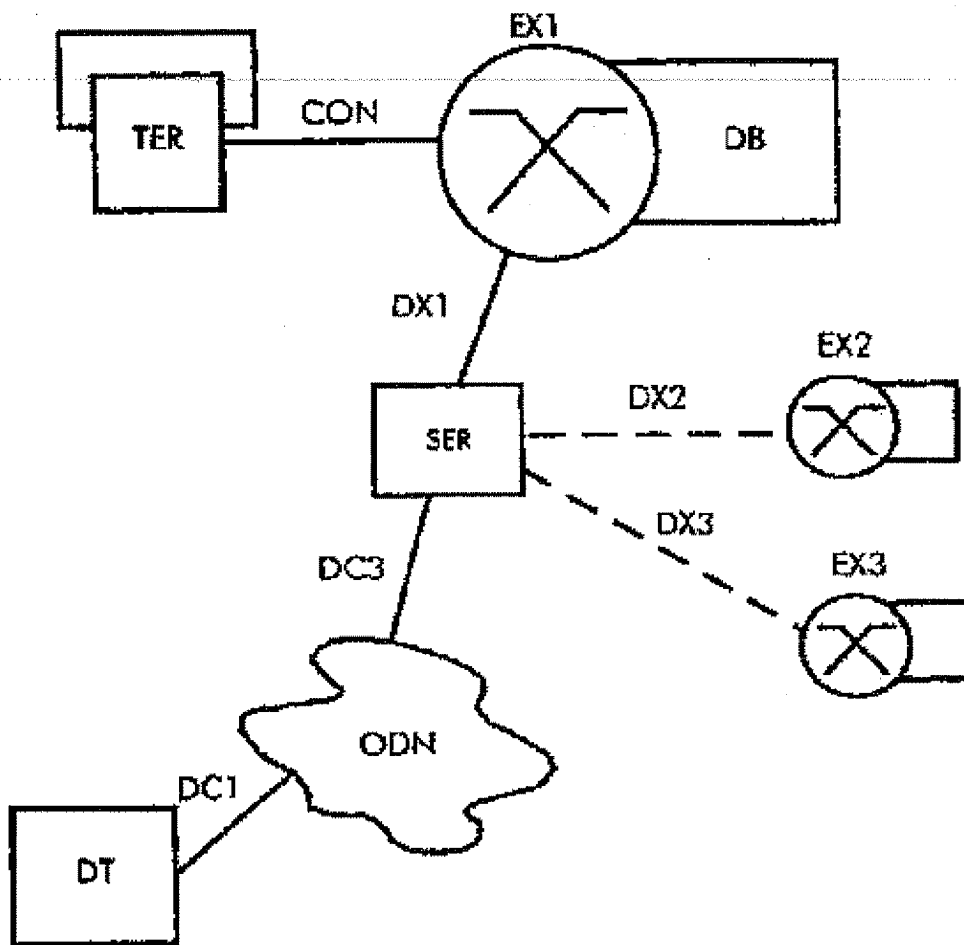 EX1
CON
TER
DB
DX1
EX2
DX2
SER
DX3
EX3
DC3
ODN
DC1
DT